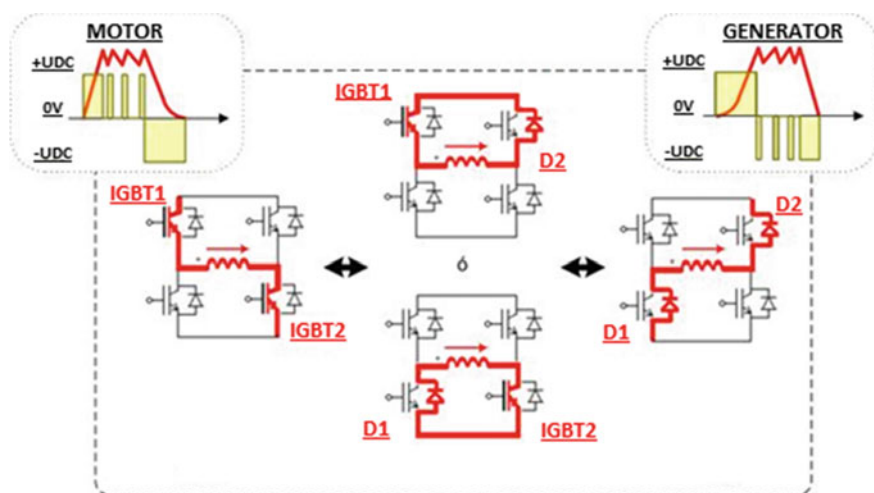 MOTOR
+UDC
0V
-UDC
GENERATOR
+UDC
0V
-UDC
IGBT1
D2
IGBT1
IGBT2
ó
D2
D1
D1
IGBT2